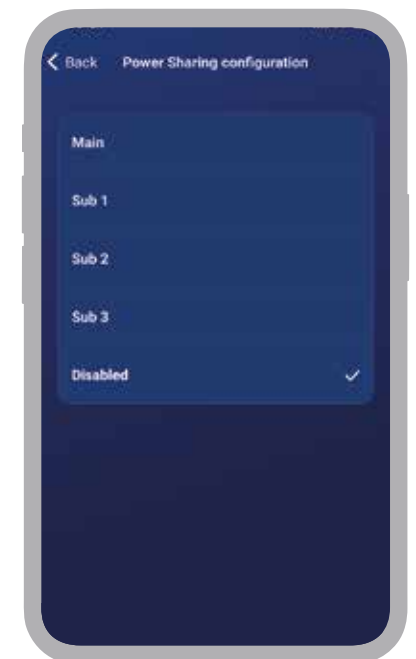 Back Power Sharing configuration
Main
Sub 1
Sub 2
Sub 3
Disabled